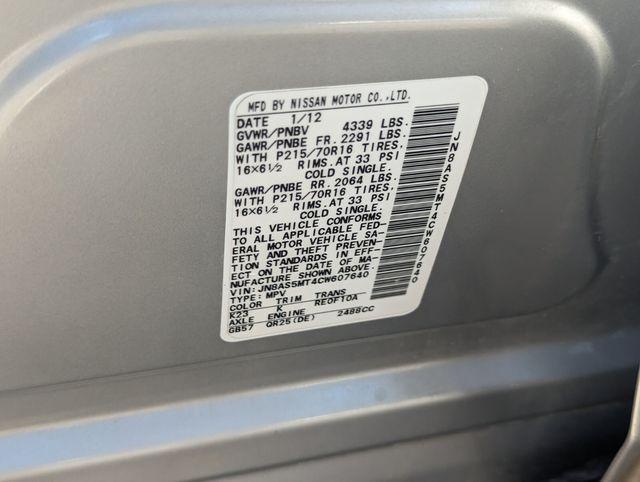 MFD BY NISSAN MOTOR CO.,LTD.
DATE 1/12
GVWR/PNBV 4339 LBS.
GAWR/PNBE FR.2291 LBS.
WITH P215/70R16 TIRES,
16×6½ RIMS.AT 33 PSI
COLD SINGLE.
GAWR/PNBE RR.2064 LBS.
WITH P215/70R16 TIRES,
16×6½ RIMS.AT 33 PSI
COLD SINGLE.
THIS VEHICLE CONFORMS
TO ALL APPLICABLE FED-
ERAL MOTOR VEHICLE SA-
FETY AND THEFT PREVEN-
TION STANDARDS IN EFF-
ECT ON THE DATE OF MA-
NUFACTURE SHOWN ABOVE.
VIN: JN8AS5MT4CW607640
TYPE: MPV
COLOR TRIM TRANS
K23 K RE0F10A
AXLE ENGINE
GB57 QR25(DE) 2488CC
JN8AS5MT4CW607640